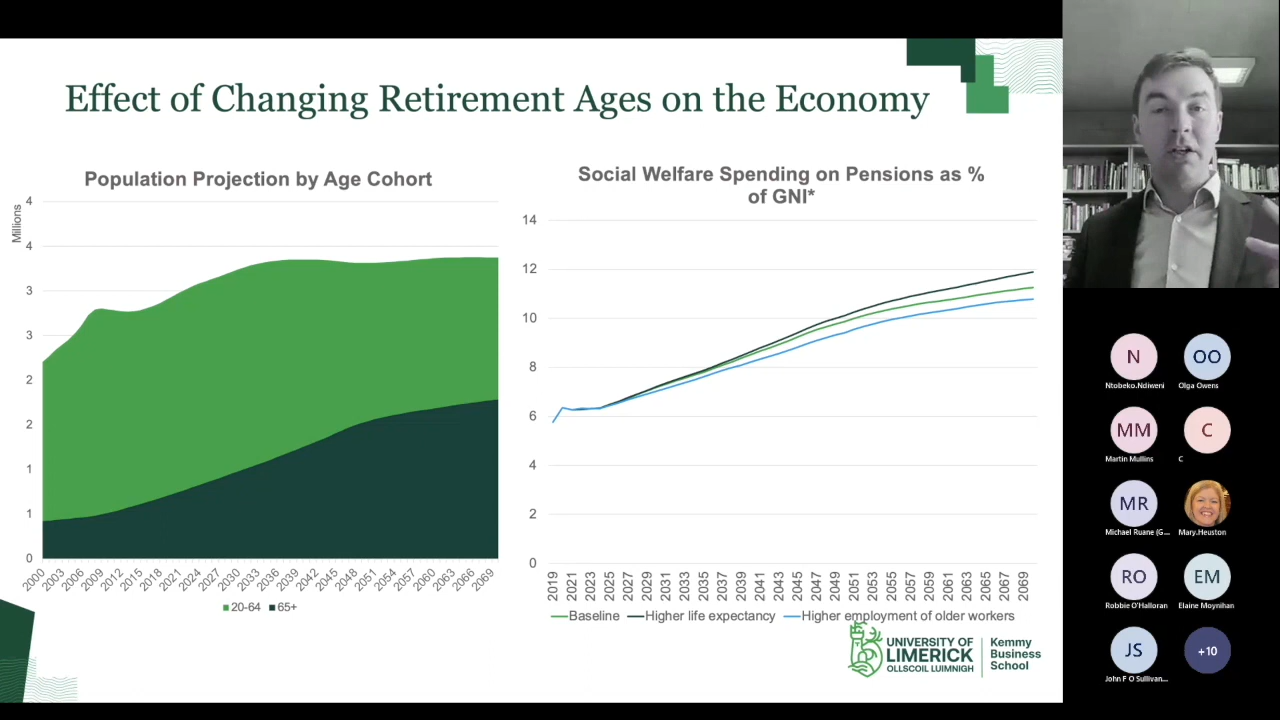 Effect of Changing Retirement Ages on the Economy
Population Projection by Age Cohort
Millions
4
4
3
3
2
2
1
1
0
2000
2003
2006
2009
2012
2015
2018
2021
2024
2027
2030
2033
2036
2039
2042
2045
2048
2051
2054
2057
2060
2063
2066
2069
20-64
65+
Social Welfare Spending on Pensions as %
of GNI*
14
12
10
8
6
4
2
0
2019
2021
2023
2025
2027
2029
2031
2033
2035
2037
2039
2041
2043
2045
2047
2049
2051
2053
2055
2057
2059
2061
2063
2065
2067
2069
Baseline
Higher life expectancy
Higher employment of older workers
UNIVERSITY OF
LIMERICK
OLLSCOIL LUIMNIGH
Kemmy
Business
School
N
Ntobeko.Ndiweni
OO
Olga Owens
MM
Martin Mullins
C
C
MR
Michael Ruane (G...
Mary.Heuston
RO
Robbie O'Halloran
EM
Elaine Moynihan
JS
John F O Sullivan...
+10